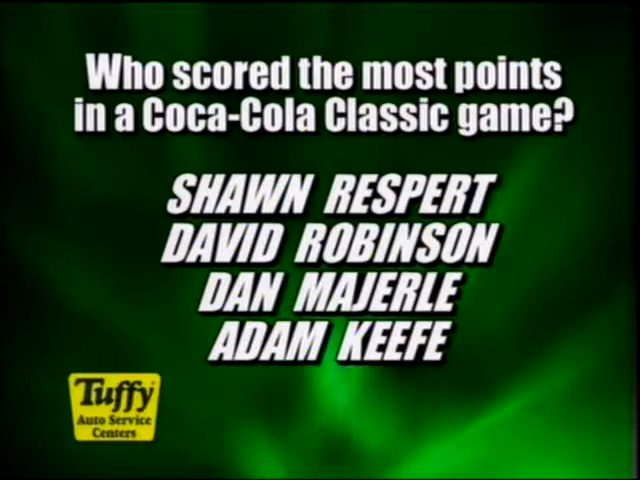 Who scored the most points
in a Coca-Cola Classic game?
SHAWN RESPERT
DAVID ROBINSON
DAN MAJERLE
ADAM KEEFE
Tuffy
Auto Service
Centers